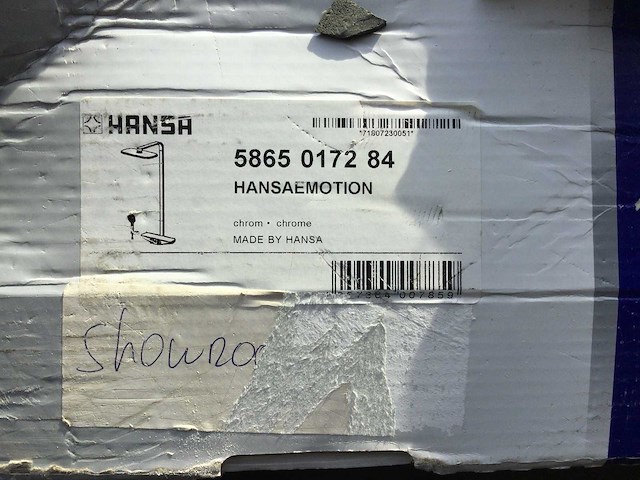 HANSA
*71807230051*
5865 0172 84
HANSAEMOTION
chrom • chrome
MADE BY HANSA